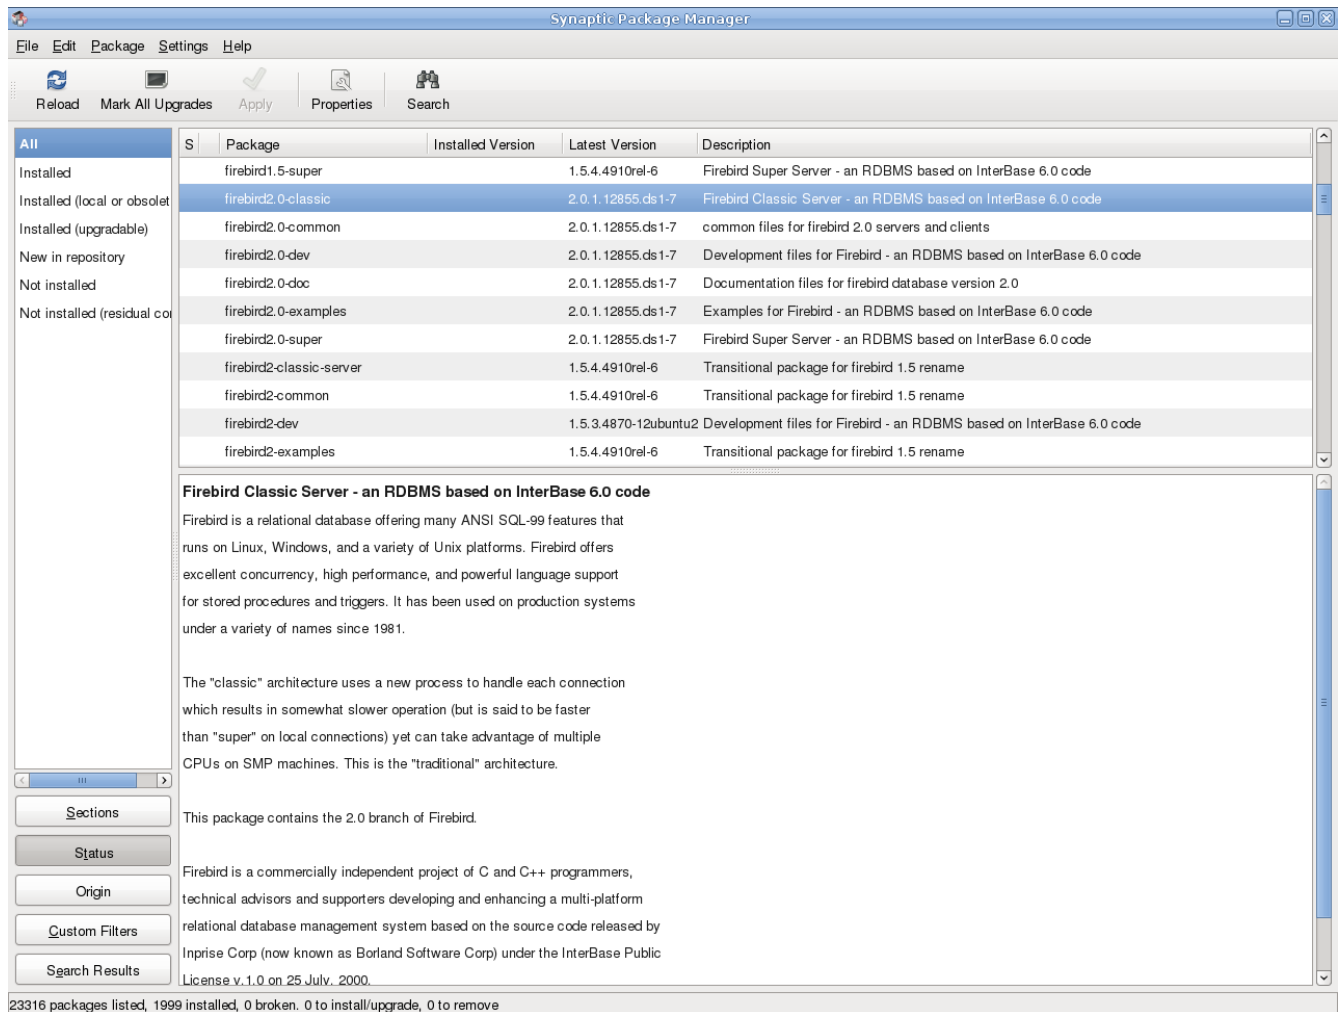 Synaptic Package Manager
File Edit Package Settings Help
Reload Mark All Upgrades Apply Properties Search
All
Installed
Installed (local or obsolet
Installed (upgradable)
New in repository
Not installed
Not installed (residual co
S Package Installed Version Latest Version Description
firebird1.5-super 1.5.4.4910rel-6 Firebird Super Server - an RDBMS based on InterBase 6.0 code
firebird2.0-classic 2.0.1.12855.ds1-7 Firebird Classic Server - an RDBMS based on InterBase 6.0 code
firebird2.0-common 2.0.1.12855.ds1-7 common files for firebird 2.0 servers and clients
firebird2.0-dev 2.0.1.12855.ds1-7 Development files for Firebird - an RDBMS based on InterBase 6.0 code
firebird2.0-doc 2.0.1.12855.ds1-7 Documentation files for firebird database version 2.0
firebird2.0-examples 2.0.1.12855.ds1-7 Examples for Firebird - an RDBMS based on InterBase 6.0 code
firebird2.0-super 2.0.1.12855.ds1-7 Firebird Super Server - an RDBMS based on InterBase 6.0 code
firebird2-classic-server 1.5.4.4910rel-6 Transitional package for firebird 1.5 rename
firebird2-common 1.5.4.4910rel-6 Transitional package for firebird 1.5 rename
firebird2-dev 1.5.3.4870-12ubuntu2 Development files for Firebird - an RDBMS based on InterBase 6.0 code
firebird2-examples 1.5.4.4910rel-6 Transitional package for firebird 1.5 rename
Firebird Classic Server - an RDBMS based on InterBase 6.0 code
Firebird is a relational database offering many ANSI SQL-99 features that
runs on Linux, Windows, and a variety of Unix platforms. Firebird offers
excellent concurrency, high performance, and powerful language support
for stored procedures and triggers. It has been used on production systems
under a variety of names since 1981.
The "classic" architecture uses a new process to handle each connection
which results in somewhat slower operation (but is said to be faster
than "super" on local connections) yet can take advantage of multiple
CPUs on SMP machines. This is the "traditional" architecture.
This package contains the 2.0 branch of Firebird.
Firebird is a commercially independent project of C and C++ programmers,
technical advisors and supporters developing and enhancing a multi-platform
relational database management system based on the source code released by
Inprise Corp (now known as Borland Software Corp) under the InterBase Public
License v.1.0 on 25 July, 2000.
Sections
Status
Origin
Custom Filters
Search Results
23316 packages listed, 1999 installed, 0 broken. 0 to install/upgrade, 0 to remove